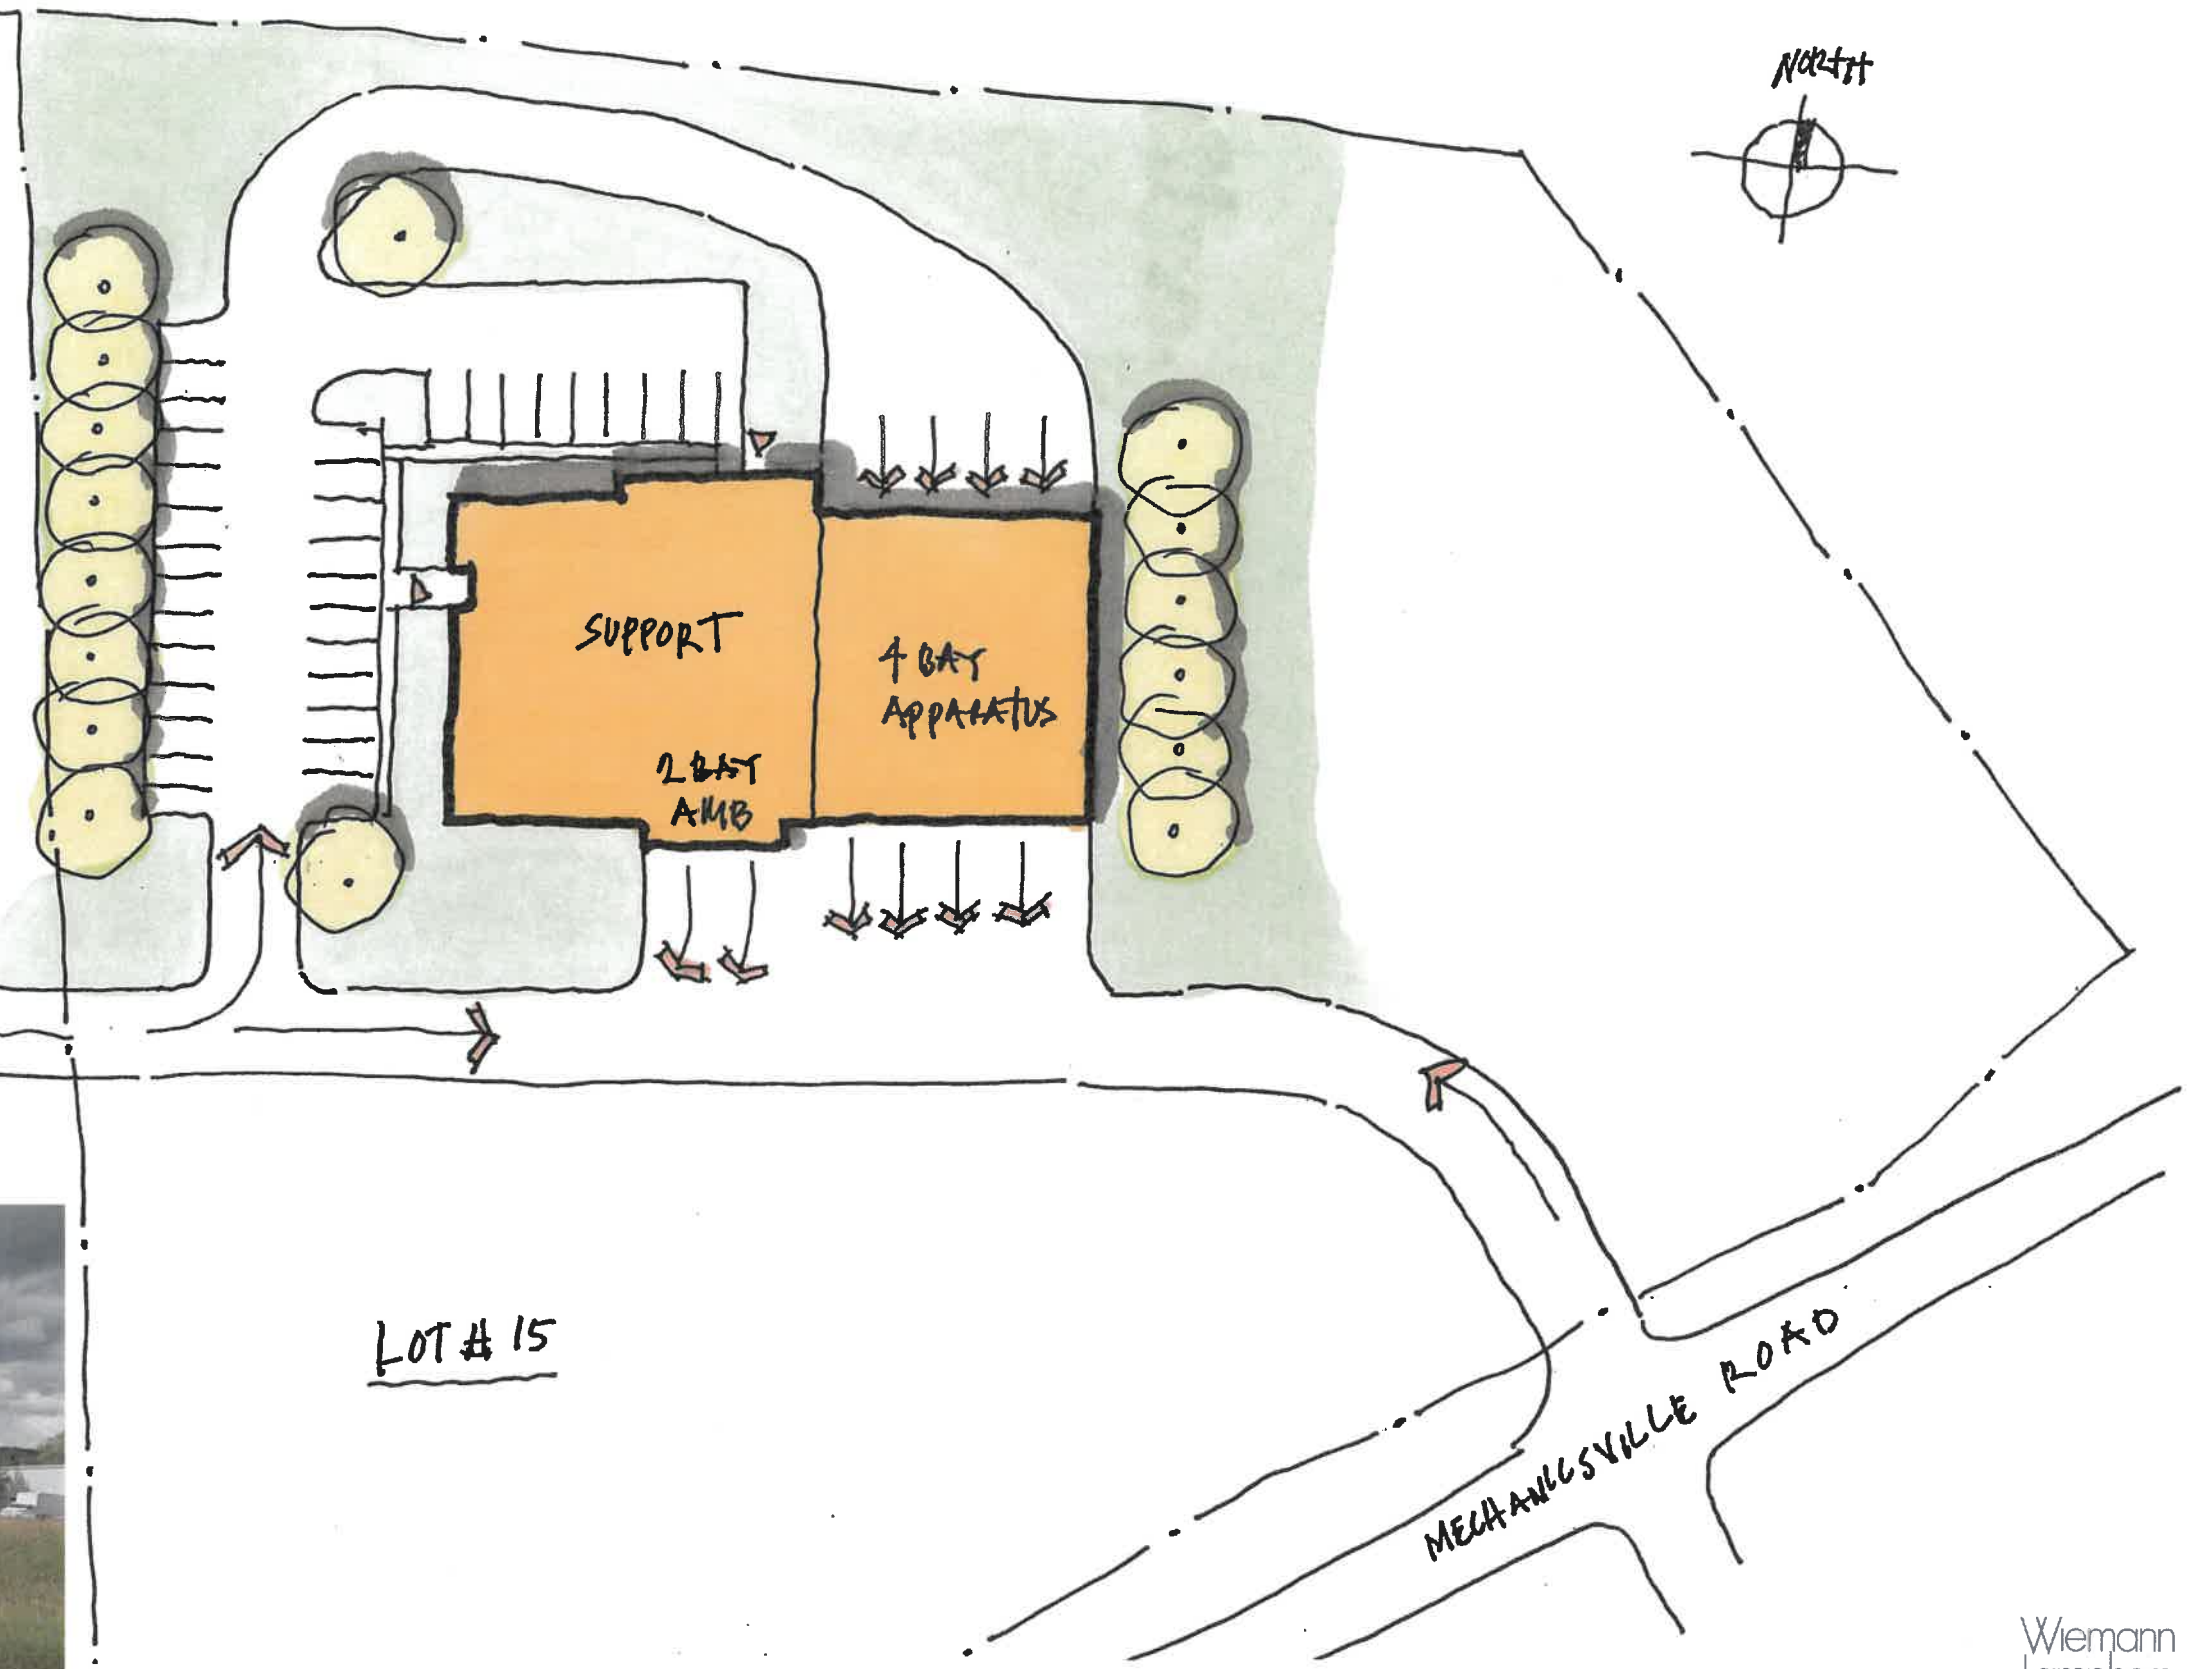 NORTH
SUPPORT
4 BAY
APPARATUS
2 BAY
AMB
LOT # 15
MECHANICSVILLE ROAD
Wiemann